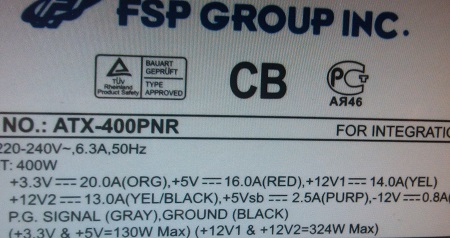 FSP GROUP INC.
TÜV Rheinland Product Safety
BAUART GEPRÜFT
TYPE APPROVED
CB
PC
АЯ46
NO.: ATX-400PNR
FOR INTEGRATIO
220-240V~,6.3A,50Hz
T: 400W
+3.3V⎓20.0A(ORG),+5V⎓16.0A(RED),+12V1⎓14.0A(YEL)
+12V2⎓13.0A(YEL/BLACK),+5Vsb⎓2.5A(PURP),-12V⎓0.8A(
P.G. SIGNAL (GRAY),GROUND (BLACK)
(+3.3V & +5V=130W Max) (+12V1 & +12V2=324W Max)